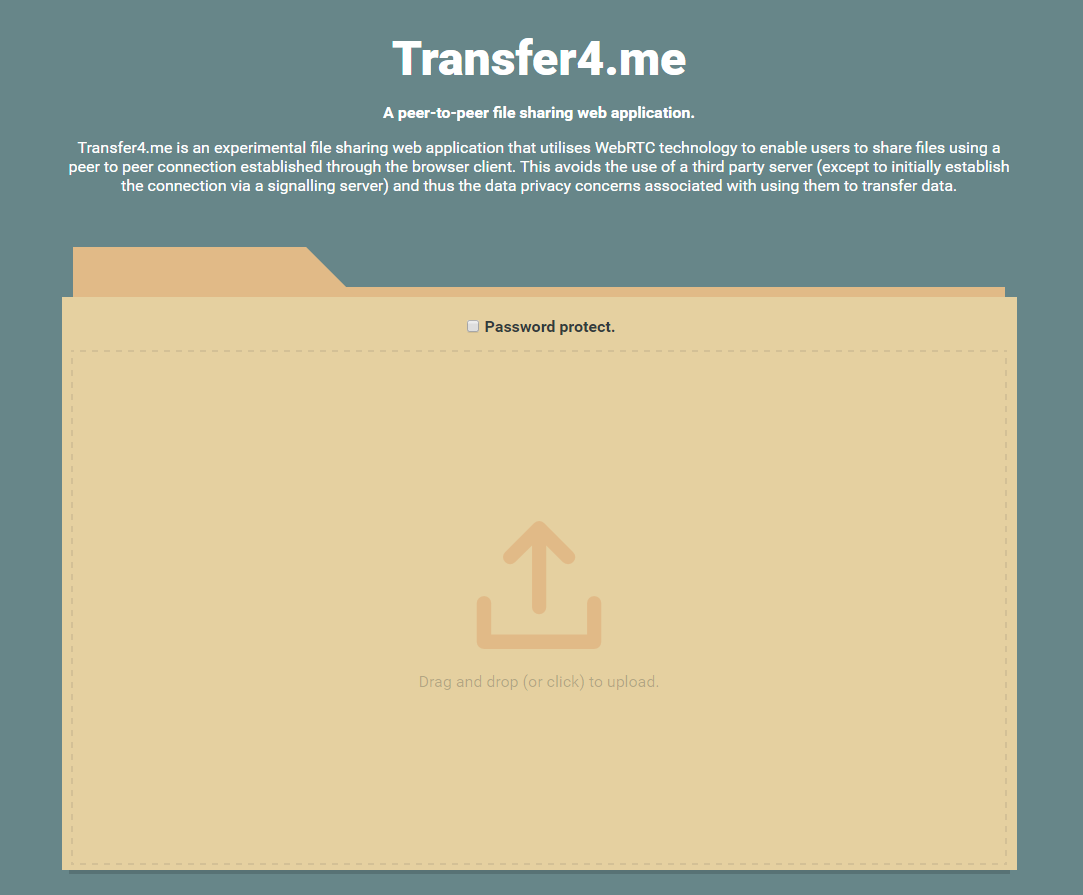 Transfer4.me
A peer-to-peer file sharing web application.
Transfer4.me is an experimental file sharing web application that utilises WebRTC technology to enable users to share files using a
peer to peer connection established through the browser client. This avoids the use of a third party server (except to initially establish
the connection via a signalling server) and thus the data privacy concerns associated with using them to transfer data.
Password protect.
Drag and drop (or click) to upload.